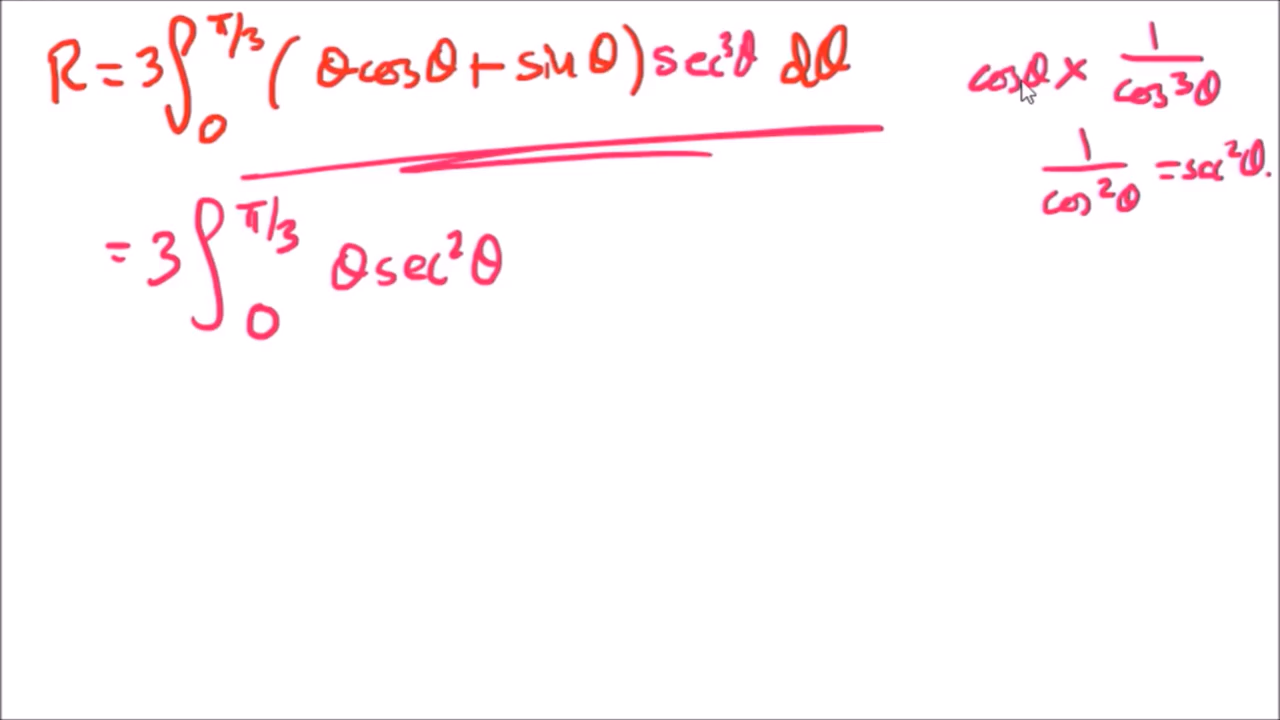 R = 3∫₀^π/3 (θcosθ + sinθ) sec³θ dθ
cosθ × 1/cos³θ
1/cos²θ = sec²θ.
= 3∫₀^π/3 θsec²θ